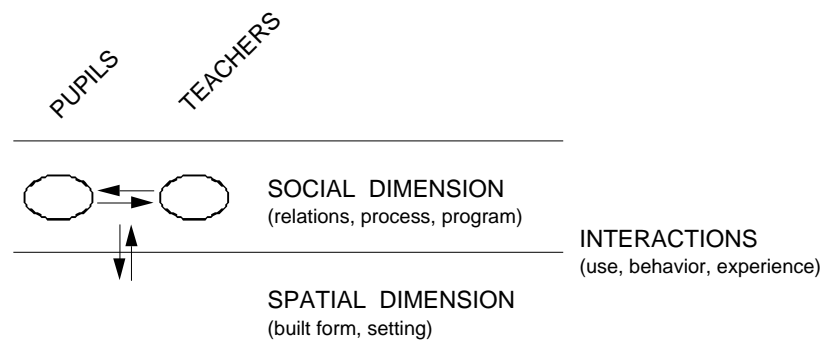 PUPILS
TEACHERS
SOCIAL DIMENSION
(relations, process, program)
INTERACTIONS
(use, behavior, experience)
SPATIAL DIMENSION
(built form, setting)